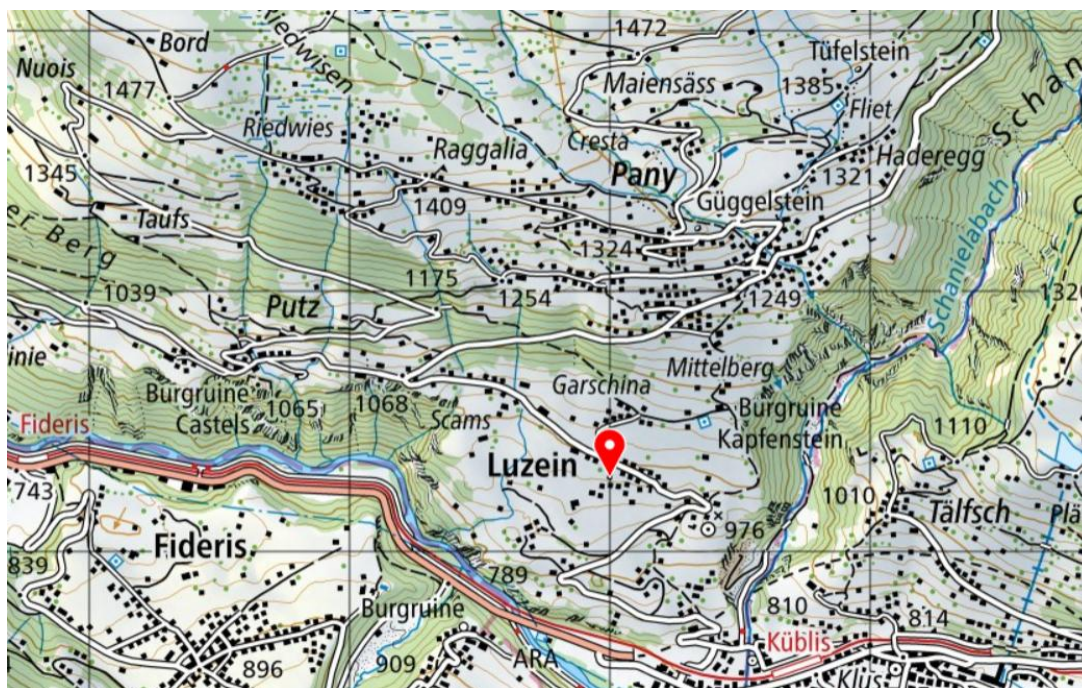 1472
Bord
Riedwisen
Tüfelstein
Nuois
Maiensäss
1477
1385
Fliet
Schan
Riedwies
Cresta
Raggalia
Haderegg
1345
Pany
1321
1409
Güggelstein
Taufs
Schanielabach
Berg
1324
1175
1039
1254
1249
Putz
Mittelberg
Garschina
Burgruine
Castels
1065
1068
Scams
Burgruine
Kapfenstein
1110
Fideris
Luzein
743
1010
Tälfsch
976
Fideris
839
789
810
814
Burgruine
Küblis
896
909
ARA
Klus